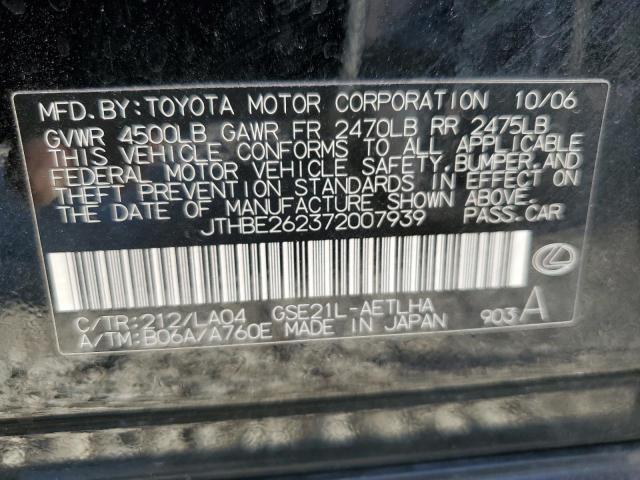 MFD. BY: TOYOTA MOTOR CORPORATION 10/06
GVWR 4500LB GAWR FR 2470LB RR 2475LB
THIS VEHICLE CONFORMS TO ALL APPLICABLE
FEDERAL MOTOR VEHICLE SAFETY, BUMPER, AND
THEFT PREVENTION STANDARDS IN EFFECT ON
THE DATE OF MANUFACTURE SHOWN ABOVE.
JTHBE262372007939 PASS. CAR
C/TR: 212/LA04 GSE21L-AETLHA
A/TM: B06A/A760E MADE IN JAPAN 903 A